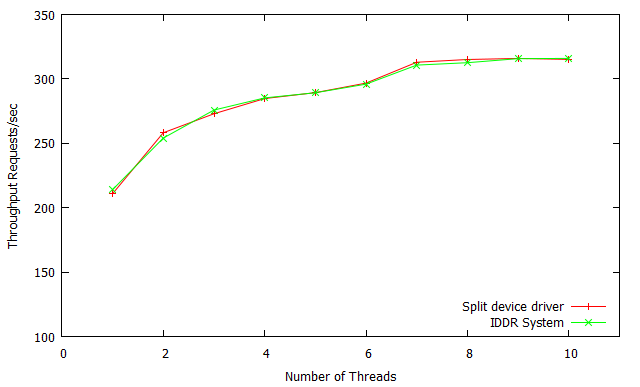 350
300
250
200
150
100
Throughput Requests/sec
Split device driver
IDDR System
0 2 4 6 8 10
Number of Threads